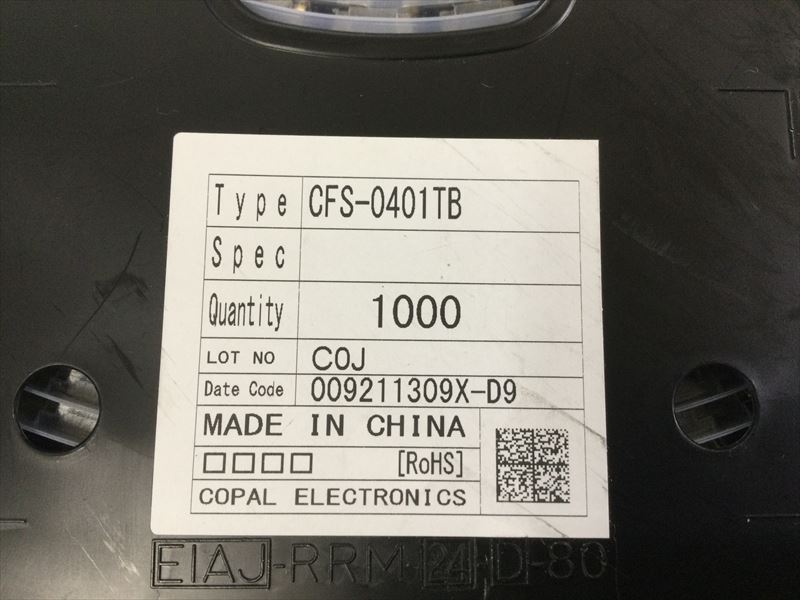 Type CFS-0401TB
Spec
Quantity 1000
LOT NO COJ
Date Code 009211309X-D9
MADE IN CHINA
□□□□ [RoHS]
COPAL ELECTRONICS
EIAJ-RRM 24 D-80